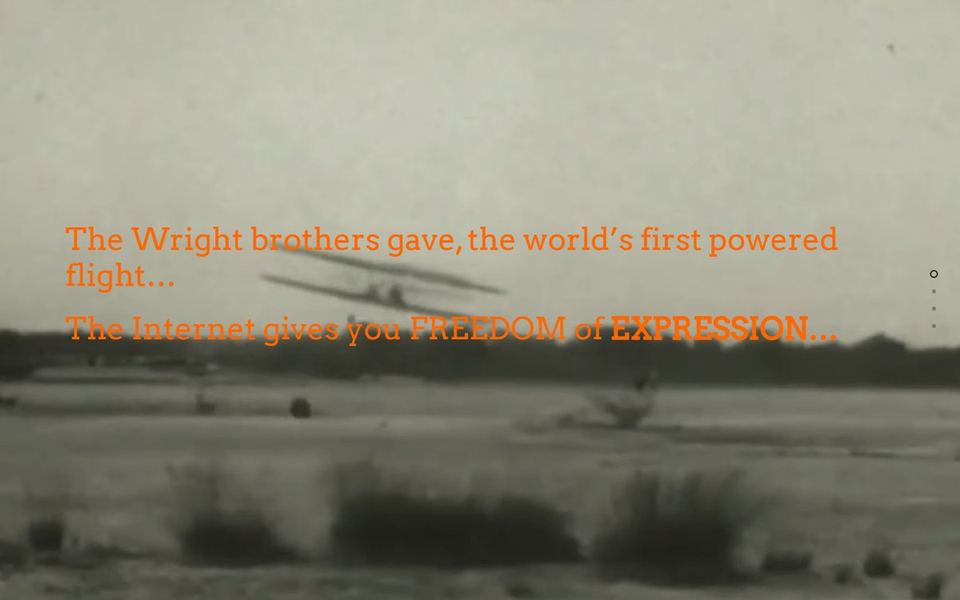 The Wright brothers gave, the world’s first powered
flight…
The Internet gives you FREEDOM of EXPRESSION…